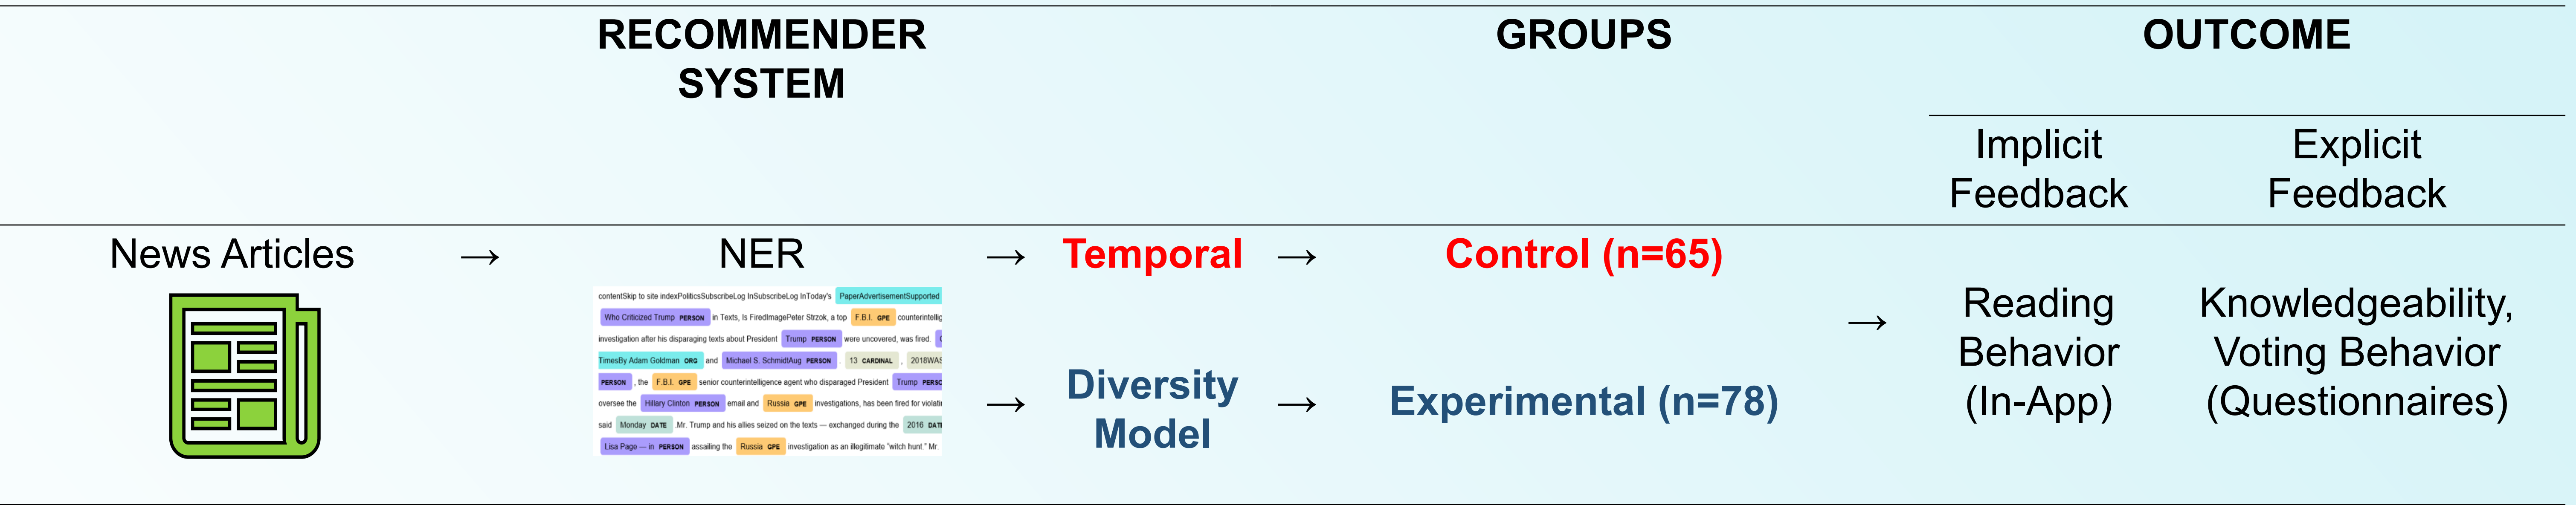 RECOMMENDER
SYSTEM
GROUPS
OUTCOME
Implicit
Feedback
Explicit
Feedback
News Articles
→
NER
→
Temporal
→
Control (n=65)
contentSkip to site indexPoliticsSubscribeLog InSubscribeLog InToday's PaperAdvertisementSupported
Who Criticized Trump PERSON in Texts, Is FiredImagePeter Strzok, a top F.B.I. GPE counterintellig
investigation after his disparaging texts about President Trump PERSON were uncovered, was fired.
TimesBy Adam Goldman ORG and Michael S. SchmidtAug PERSON . 13 CARDINAL , 2018WAS
PERSON , the F.B.I. GPE senior counterintelligence agent who disparaged President Trump PERSO
oversee the Hillary Clinton PERSON email and Russia GPE investigations, has been fired for violati
said Monday DATE .Mr. Trump and his allies seized on the texts — exchanged during the 2016 DATE
Lisa Page — in PERSON assailing the Russia GPE investigation as an illegitimate "witch hunt." Mr.
→
Diversity
Model
→
Experimental (n=78)
→
Reading
Behavior
(In-App)
Knowledgeability,
Voting Behavior
(Questionnaires)